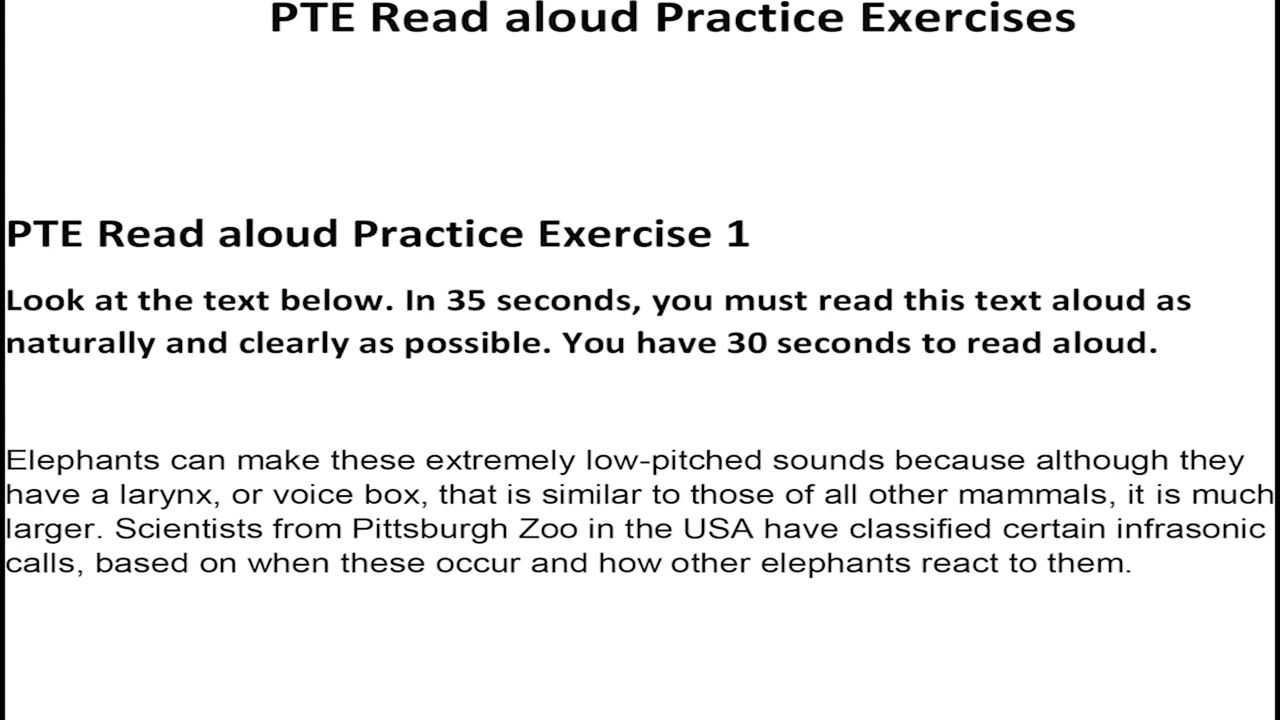 PTE Read aloud Practice Exercises
PTE Read aloud Practice Exercise 1
Look at the text below. In 35 seconds, you must read this text aloud as
naturally and clearly as possible. You have 30 seconds to read aloud.
Elephants can make these extremely low-pitched sounds because although they
have a larynx, or voice box, that is similar to those of all other mammals, it is much
larger. Scientists from Pittsburgh Zoo in the USA have classified certain infrasonic
calls, based on when these occur and how other elephants react to them.